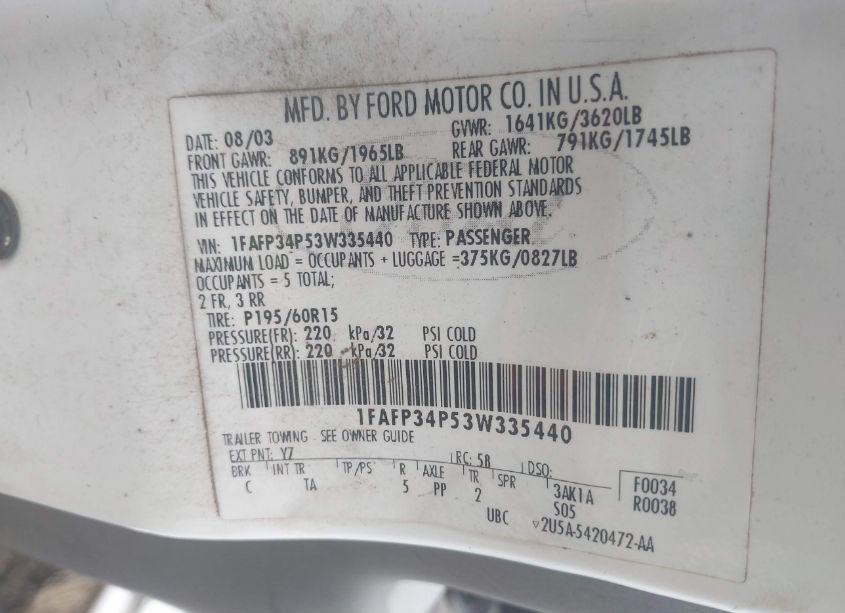 MFD. BY FORD MOTOR CO. IN U.S.A.
DATE: 08/03 GVWR: 1641KG/3620LB
FRONT GAWR: 891KG/1965LB REAR GAWR: 791KG/1745LB
THIS VEHICLE CONFORMS TO ALL APPLICABLE FEDERAL MOTOR
VEHICLE SAFETY, BUMPER, AND THEFT PREVENTION STANDARDS
IN EFFECT ON THE DATE OF MANUFACTURE SHOWN ABOVE.
VIN: 1FAFP34P53W335440 TYPE: PASSENGER
MAXIMUM LOAD = OCCUPANTS + LUGGAGE =375KG/0827LB
OCCUPANTS = 5 TOTAL;
2 FR, 3 RR
TIRE: P195/60R15
PRESSURE(FR): 220 kPa/32 PSI COLD
PRESSURE(RR): 220 kPa/32 PSI COLD
1FAFP34P53W335440
TRAILER TOWING - SEE OWNER GUIDE
EXT PNT: Y7 RC: 5B DSO:
BRK INT TR TP/PS R AXLE TR SPR
C TA 5 PP 2 3AK1A F0034
S05 R0038
UBC ▽2U5A-5420472-AA